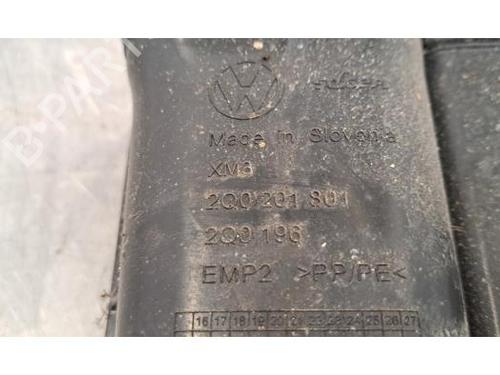 Made in Slovenia
XM3
2Q0 201 801
2Q0 196
EMP2 >PP/PE<
16 17 18 19 20 21 22 23 24 25 26 27